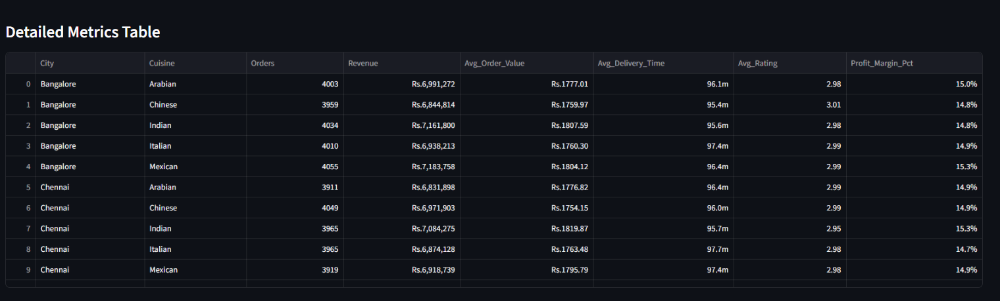 Detailed Metrics Table
City Cuisine Orders Revenue Avg_Order_Value Avg_Delivery_Time Avg_Rating Profit_Margin_Pct
0 Bangalore Arabian 4003 Rs.6,991,272 Rs.1777.01 96.1m 2.98 15.0%
1 Bangalore Chinese 3959 Rs.6,844,814 Rs.1759.97 95.4m 3.01 14.8%
2 Bangalore Indian 4034 Rs.7,161,800 Rs.1807.59 95.6m 2.98 14.8%
3 Bangalore Italian 4010 Rs.6,938,213 Rs.1760.30 97.4m 2.99 14.9%
4 Bangalore Mexican 4055 Rs.7,183,758 Rs.1804.12 96.4m 2.99 15.3%
5 Chennai Arabian 3911 Rs.6,831,898 Rs.1776.82 96.4m 2.99 14.9%
6 Chennai Chinese 4049 Rs.6,971,903 Rs.1754.15 96.0m 2.99 14.9%
7 Chennai Indian 3965 Rs.7,084,275 Rs.1819.87 95.7m 2.95 15.3%
8 Chennai Italian 3965 Rs.6,874,128 Rs.1763.48 97.7m 2.98 14.7%
9 Chennai Mexican 3919 Rs.6,918,739 Rs.1795.79 97.4m 2.98 14.9%